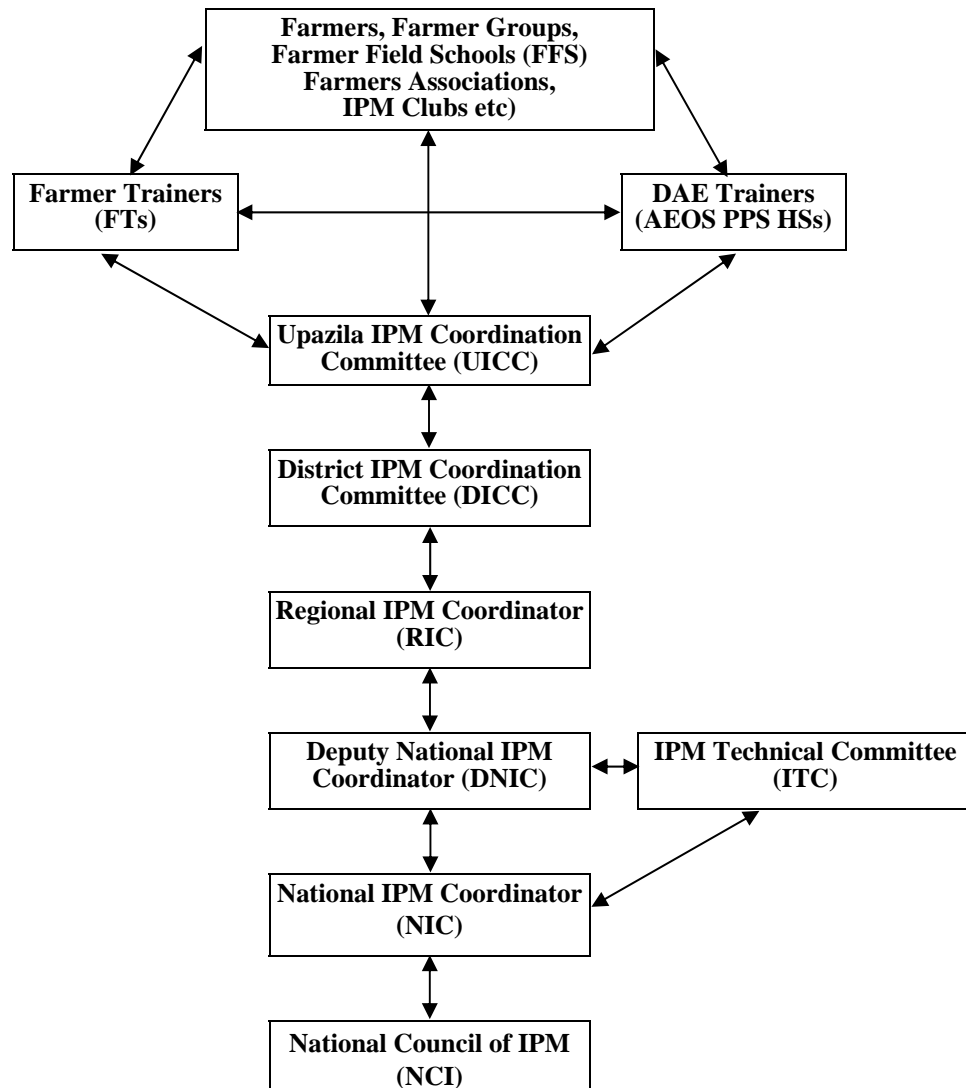 Farmers, Farmer Groups,
Farmer Field Schools (FFS)
Farmers Associations,
IPM Clubs etc)
Farmer Trainers
(FTs)
DAE Trainers
(AEOS PPS HSs)
Upazila IPM Coordination
Committee (UICC)
District IPM Coordination
Committee (DICC)
Regional IPM Coordinator
(RIC)
Deputy National IPM
Coordinator (DNIC)
IPM Technical Committee
(ITC)
National IPM Coordinator
(NIC)
National Council of IPM
(NCI)